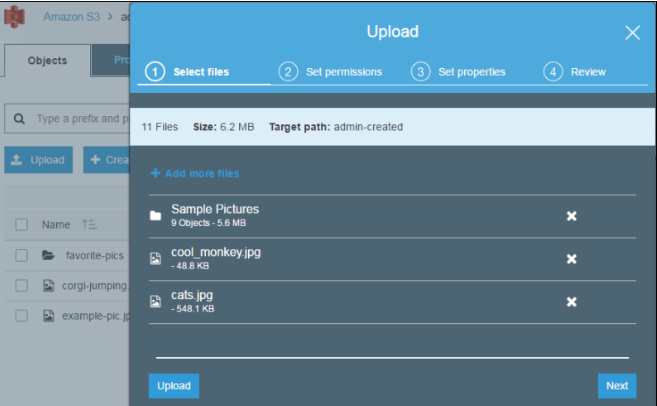 Amazon S3 >
Upload
Objects
1 Select files
2 Set permissions
3 Set properties
4 Review
Type a prefix and
11 Files Size: 6.2 MB Target path: admin-created
Upload
+ Add more files
Name
Sample Pictures
9 Objects - 5.6 MB
favorite-pics
cool_monkey.jpg
- 48.8 KB
corgi-jumping.
cats.jpg
- 548.1 KB
example-pic.jp
Upload
Next